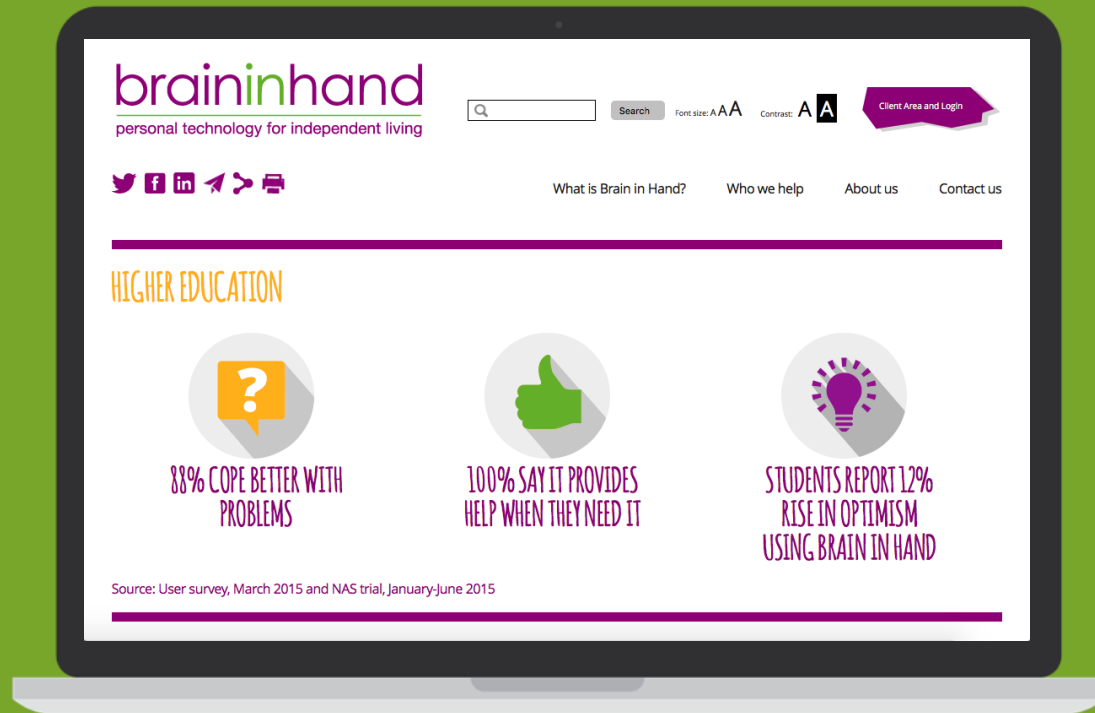 braininhand
personal technology for independent living
Search
Font size: A A A
Contrast: A A
Client Area and Login
What is Brain in Hand? Who we help About us Contact us
HIGHER EDUCATION
?
88% COPE BETTER WITH
PROBLEMS
100% SAY IT PROVIDES
HELP WHEN THEY NEED IT
STUDENTS REPORT 12%
RISE IN OPTIMISM
USING BRAIN IN HAND
Source: User survey, March 2015 and NAS trial, January-June 2015